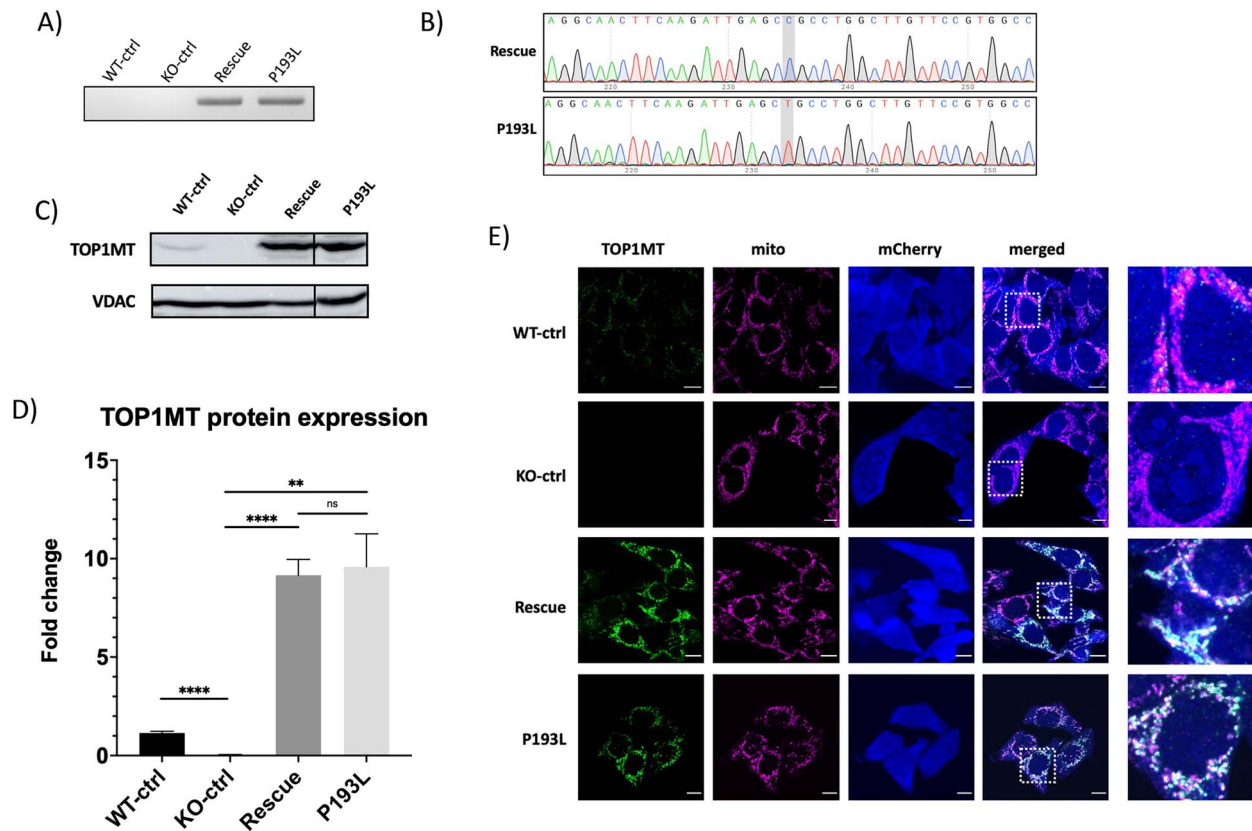 A)
WT-ctrl
KO-ctrl
Rescue
P193L
B)
Rescue
A G G C A A C T T C A A G A T T G A G C C G C C T G G C T T G T T C C G T G G C C
220
230
240
250
P193L
A G G C A A C T T C A A G A T T G A G C T G C C T G G C T T G T T C C G T G G C C
220
230
240
250
C)
WT-ctrl
KO-ctrl
Rescue
P193L
TOP1MT
VDAC
D)
TOP1MT protein expression
Fold change
15
10
5
0
**
ns
****
****
WT-ctrl
KO-ctrl
Rescue
P193L
E)
TOP1MT
mito
mCherry
merged
WT-ctrl
KO-ctrl
Rescue
P193L